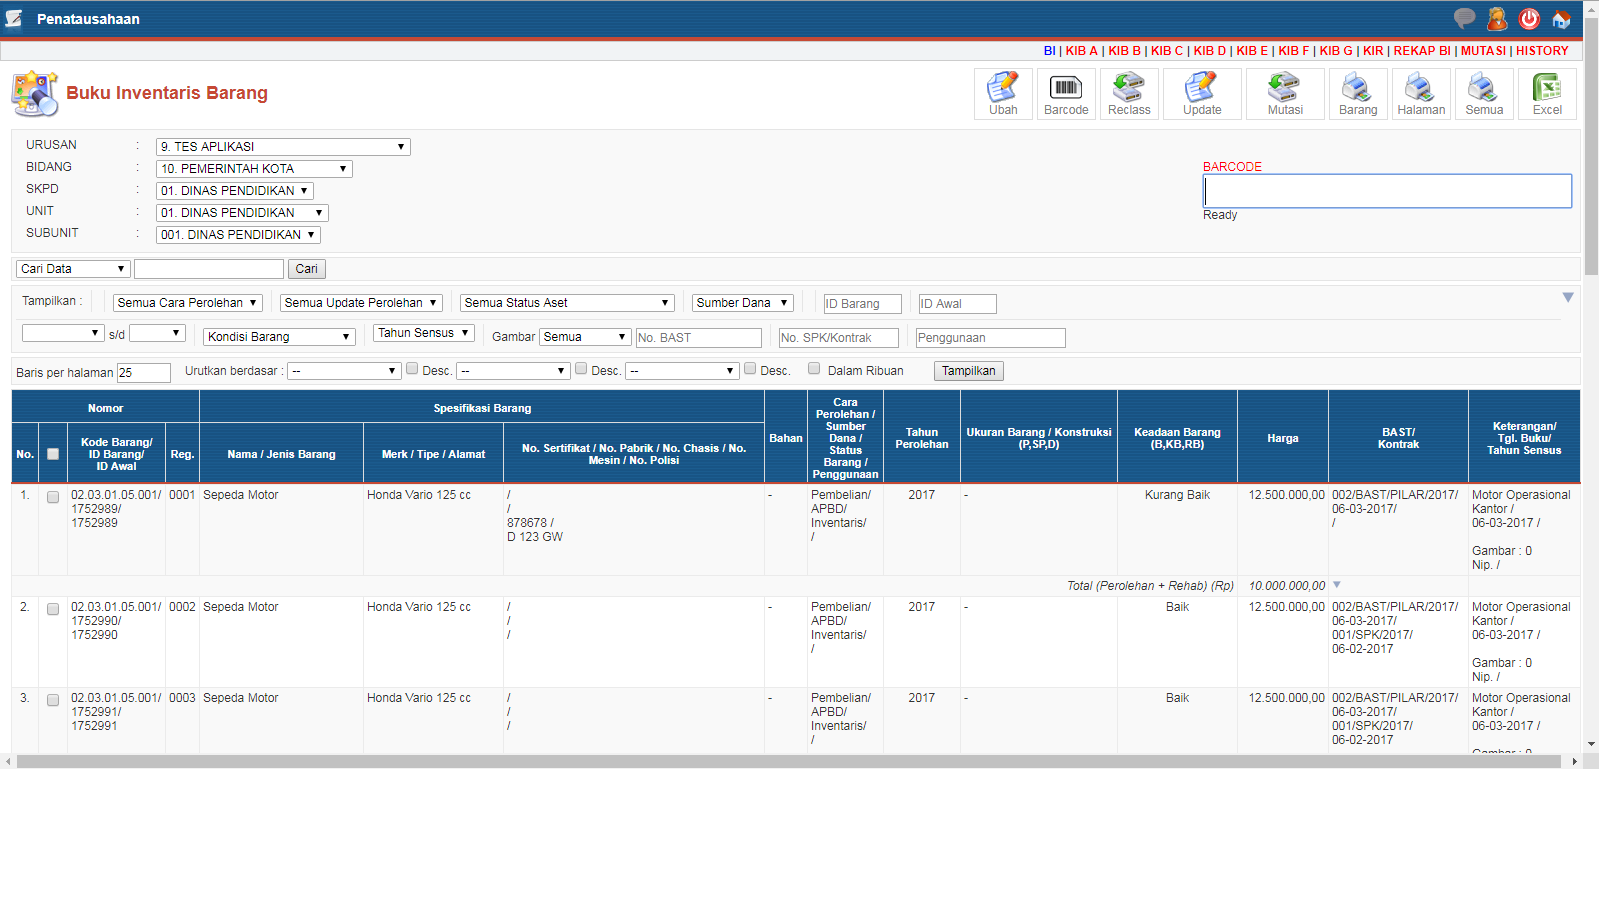 Penatausahaan
BI | KIB A | KIB B | KIB C | KIB D | KIB E | KIB F | KIB G | KIR | REKAP BI | MUTASI | HISTORY
Buku Inventaris Barang
Ubah Barcode Reclass Update Mutasi Barang Halaman Semua Excel
URUSAN : 9. TES APLIKASI
BIDANG : 10. PEMERINTAH KOTA
SKPD : 01. DINAS PENDIDIKAN
UNIT : 01. DINAS PENDIDIKAN
SUBUNIT : 001. DINAS PENDIDIKAN
BARCODE
Ready
Cari Data Cari
Tampilkan : Semua Cara Perolehan Semua Update Perolehan Semua Status Aset Sumber Dana ID Barang ID Awal
s/d Kondisi Barang Tahun Sensus Gambar Semua No. BAST No. SPK/Kontrak Penggunaan
Baris per halaman 25 Urutkan berdasar : -- Desc. -- Desc. -- Desc. Dalam Ribuan Tampilkan
Nomor
Spesifikasi Barang
No.
Kode Barang/
ID Barang/
ID Awal
Reg.
Nama / Jenis Barang
Merk / Tipe / Alamat
No. Sertifikat / No. Pabrik / No. Chasis / No.
Mesin / No. Polisi
Bahan
Cara
Perolehan /
Sumber
Dana /
Status
Barang /
Penggunaan
Tahun
Perolehan
Ukuran Barang / Konstruksi
(P,SP,D)
Keadaan Barang
(B,KB,RB)
Harga
BAST/
Kontrak
Keterangan/
Tgl. Buku/
Tahun Sensus
1.
02.03.01.05.001/
1752989/
1752989
0001
Sepeda Motor
Honda Vario 125 cc
/
/
878678 /
D 123 GW
-
Pembelian/
APBD/
Inventaris/
/
2017
-
Kurang Baik
12.500.000,00
002/BAST/PILAR/2017/
06-03-2017/
/
Motor Operasional
Kantor /
06-03-2017 /
Gambar : 0
Nip. /
Total (Perolehan + Rehab) (Rp) 10.000.000,00
2.
02.03.01.05.001/
1752990/
1752990
0002
Sepeda Motor
Honda Vario 125 cc
/
/
/
-
Pembelian/
APBD/
Inventaris/
/
2017
-
Baik
12.500.000,00
002/BAST/PILAR/2017/
06-03-2017/
001/SPK/2017/
06-02-2017
Motor Operasional
Kantor /
06-03-2017 /
Gambar : 0
Nip. /
3.
02.03.01.05.001/
1752991/
1752991
0003
Sepeda Motor
Honda Vario 125 cc
/
/
/
-
Pembelian/
APBD/
Inventaris/
/
2017
-
Baik
12.500.000,00
002/BAST/PILAR/2017/
06-03-2017/
001/SPK/2017/
06-02-2017
Motor Operasional
Kantor /
06-03-2017 /
Gambar : 0